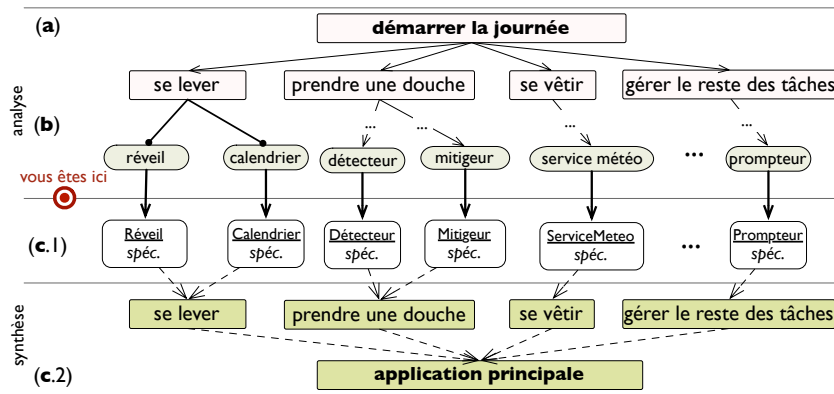 (a)
démarrer la journée
se lever
prendre une douche
se vêtir
gérer le reste des tâches
analyse
(b)
...
...
...
...
réveil
calendrier
détecteur
mitigeur
service météo
...
prompteur
vous êtes ici
(c.1)
Réveil
spéc.
Calendrier
spéc.
Détecteur
spéc.
Mitigeur
spéc.
ServiceMeteo
spéc.
...
Prompteur
spéc.
synthèse
se lever
prendre une douche
se vêtir
gérer le reste des tâches
(c.2)
application principale